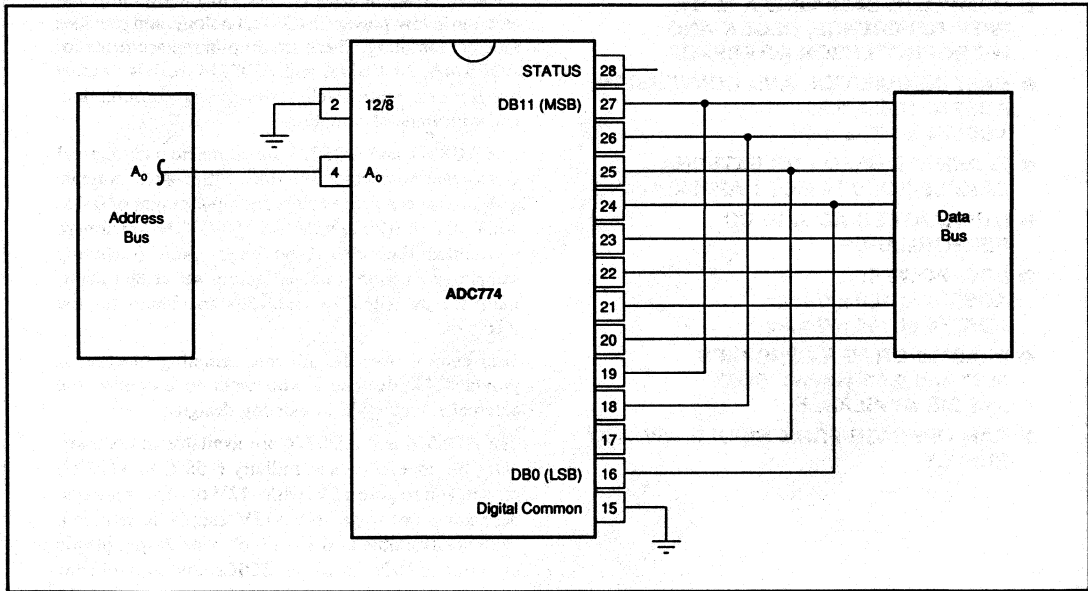 STATUS 28
2 12/8̅
DB11 (MSB) 27
26
A₀
4 A₀
25
24
Address
Bus
Data
Bus
23
22
ADC774
21
20
19
18
17
DB0 (LSB) 16
Digital Common 15